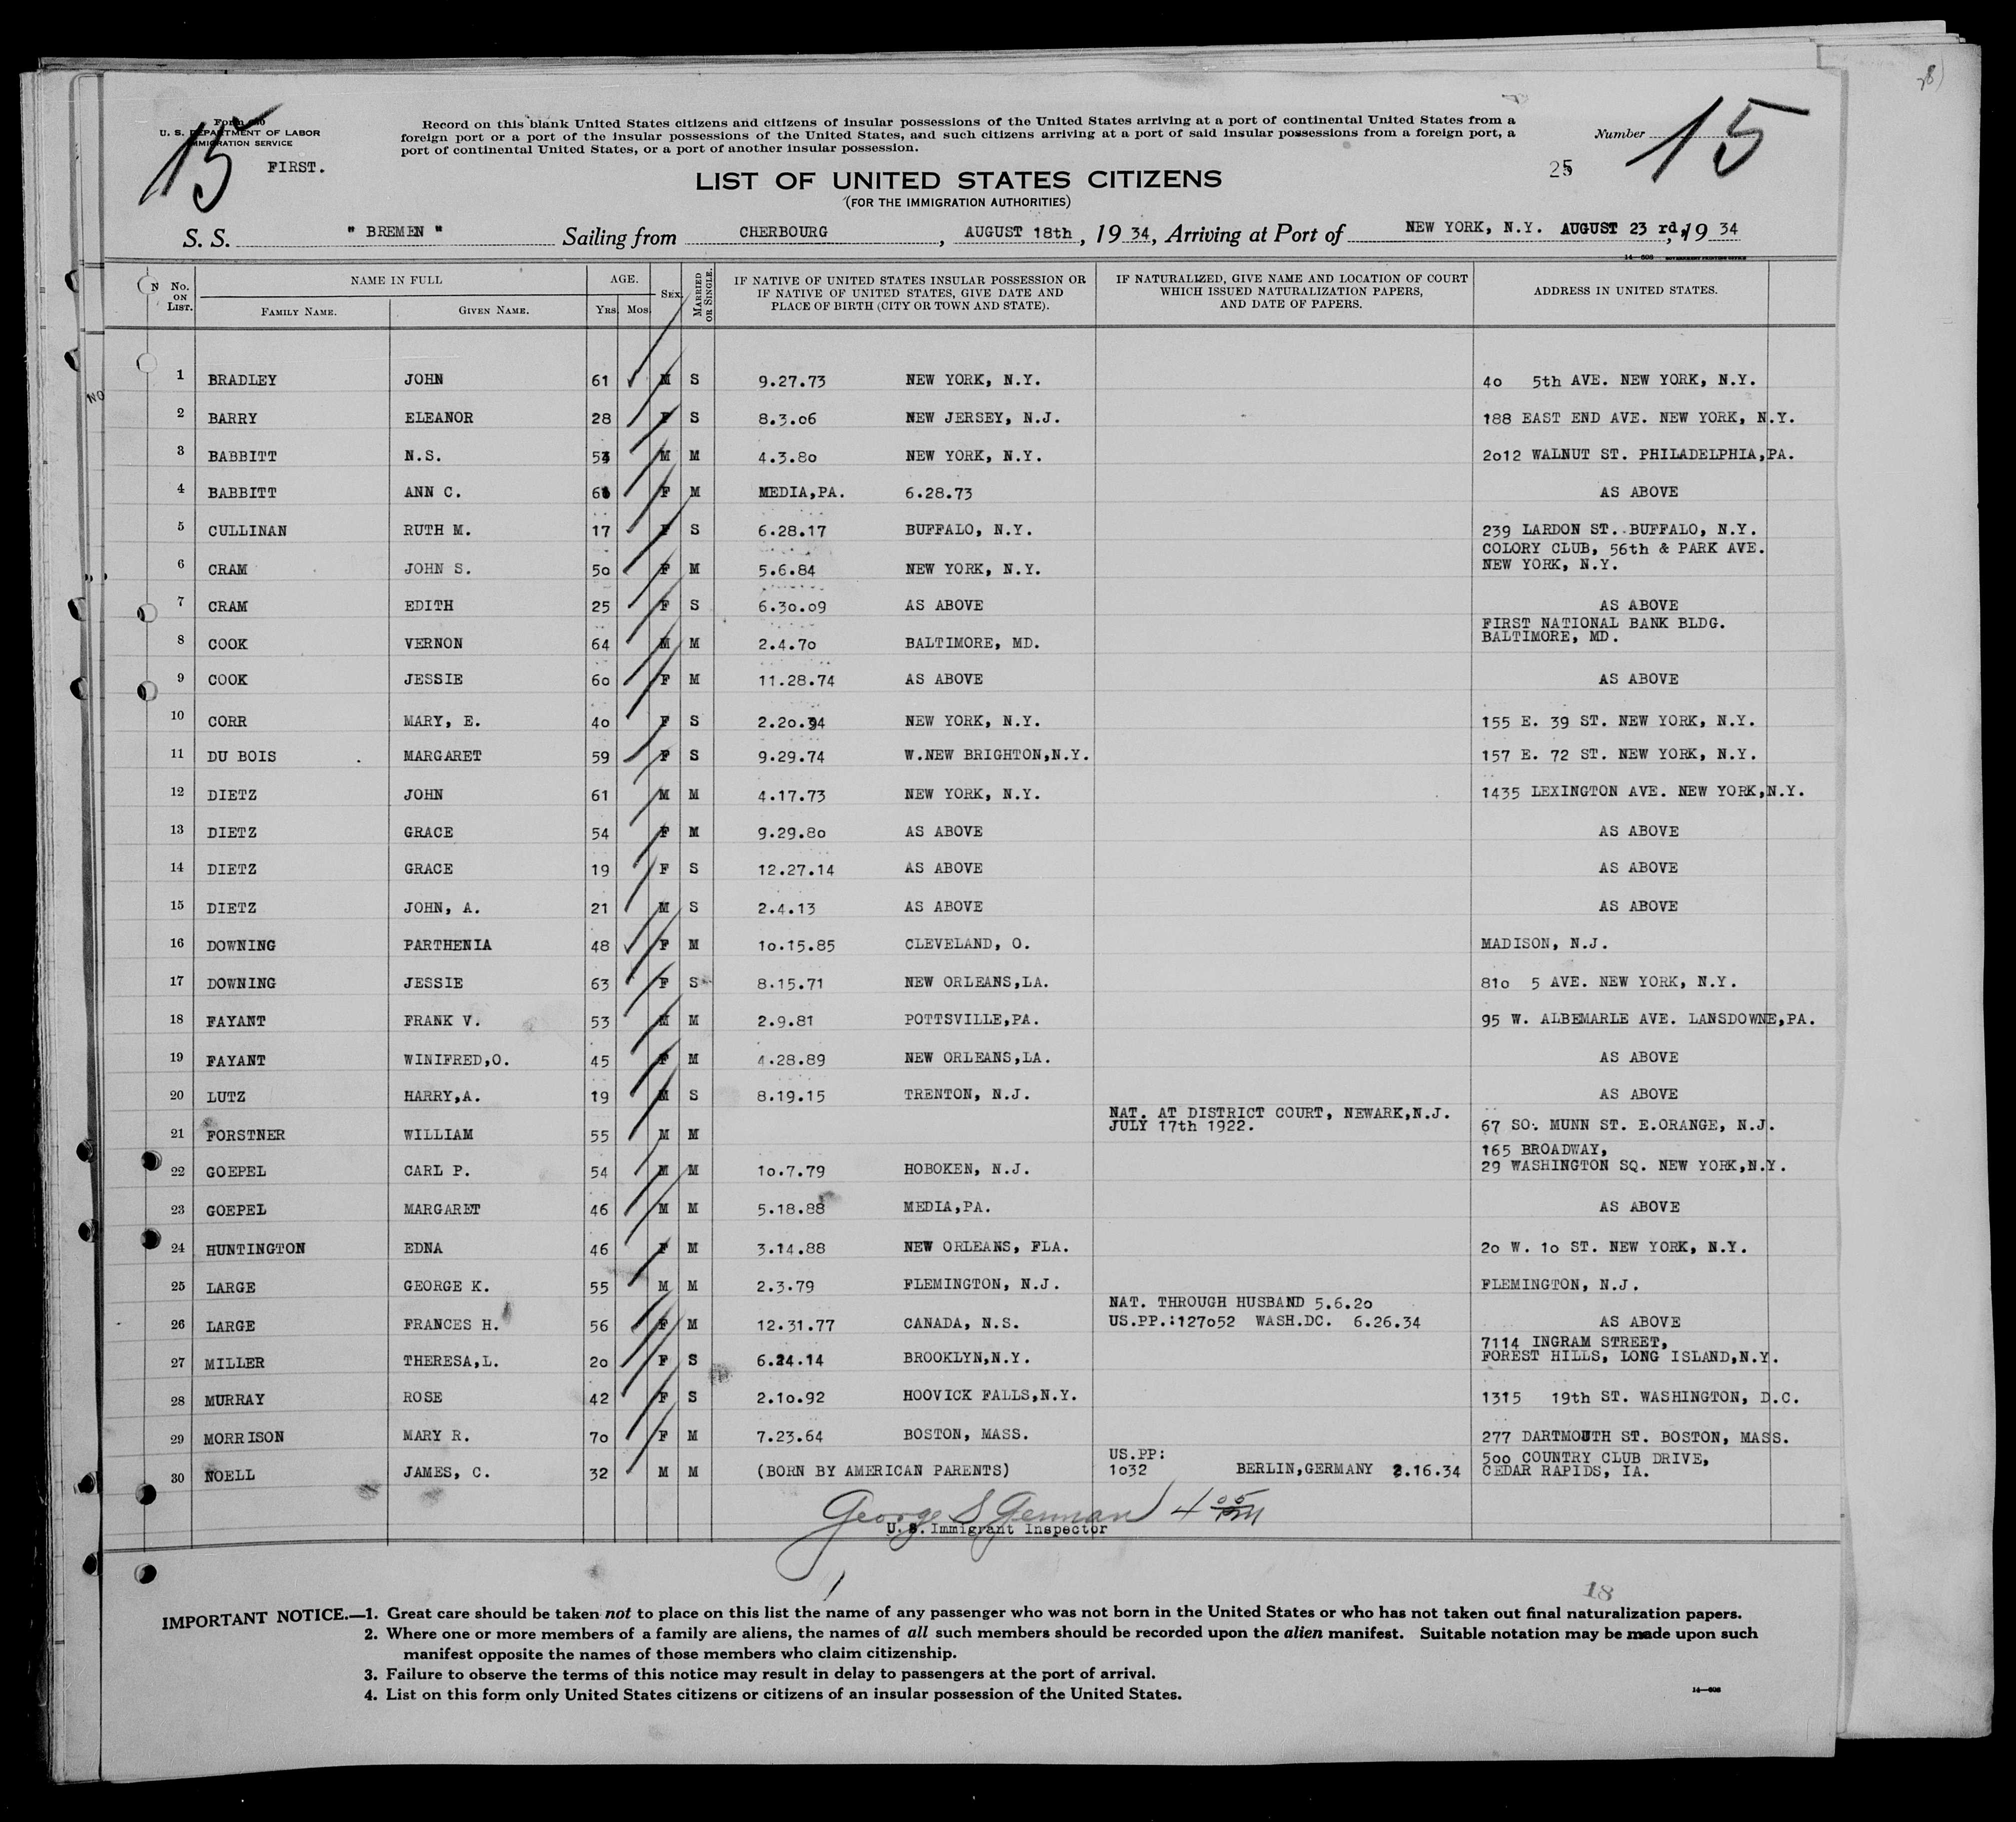 15
Form 630
U. S. DEPARTMENT OF LABOR
IMMIGRATION SERVICE
FIRST.
Record on this blank United States citizens and citizens of insular possessions of the United States arriving at a port of continental United States from a
foreign port or a port of the insular possessions of the United States, and such citizens arriving at a port of said insular possessions from a foreign port, a
port of continental United States, or a port of another insular possession.
Number 15
25
LIST OF UNITED STATES CITIZENS
(FOR THE IMMIGRATION AUTHORITIES)
S. S. " BREMEN " Sailing from CHERBOURG, AUGUST 18th, 19 34, Arriving at Port of NEW YORK, N.Y. AUGUST 23 rd, 19 34
14—608 GOVERNMENT PRINTING OFFICE
No. ON LIST. NAME IN FULL FAMILY NAME. GIVEN NAME. AGE. YRS. MOS. SEX MARRIED OR SINGLE. IF NATIVE OF UNITED STATES INSULAR POSSESSION OR IF NATIVE OF UNITED STATES, GIVE DATE AND PLACE OF BIRTH (CITY OR TOWN AND STATE). IF NATURALIZED, GIVE NAME AND LOCATION OF COURT WHICH ISSUED NATURALIZATION PAPERS, AND DATE OF PAPERS. ADDRESS IN UNITED STATES.
1 BRADLEY JOHN 61 M S 9.27.73 NEW YORK, N.Y. 40 5th AVE. NEW YORK, N.Y.
2 BARRY ELEANOR 28 F S 8.3.06 NEW JERSEY, N.J. 188 EAST END AVE. NEW YORK, N.Y.
3 BABBITT N.S. M M 4.3.80 NEW YORK, N.Y. 2012 WALNUT ST. PHILADELPHIA,PA.
4 BABBITT ANN C. F M MEDIA,PA. 6.28.73 AS ABOVE
5 CULLINAN RUTH M. 17 F S 6.28.17 BUFFALO, N.Y. 239 LARDON ST. BUFFALO, N.Y.
COLORY CLUB, 56th & PARK AVE.
6 CRAM JOHN S. 50 F M 5.6.84 NEW YORK, N.Y. NEW YORK, N.Y.
7 CRAM EDITH 25 F S 6.30.09 AS ABOVE AS ABOVE
FIRST NATIONAL BANK BLDG.
8 COOK VERNON 64 M M 2.4.70 BALTIMORE, MD. BALTIMORE, MD.
9 COOK JESSIE 60 F M 11.28.74 AS ABOVE AS ABOVE
10 CORR MARY, E. 40 F S 2.20.94 NEW YORK, N.Y. 155 E. 39 ST. NEW YORK, N.Y.
11 DU BOIS MARGARET 59 F S 9.29.74 W.NEW BRIGHTON,N.Y. 157 E. 72 ST. NEW YORK, N.Y.
12 DIETZ JOHN 61 M M 4.17.73 NEW YORK, N.Y. 1435 LEXINGTON AVE. NEW YORK,N.Y.
13 DIETZ GRACE 54 F M 9.29.80 AS ABOVE AS ABOVE
14 DIETZ GRACE 19 F S 12.27.14 AS ABOVE AS ABOVE
15 DIETZ JOHN, A. 21 M S 2.4.13 AS ABOVE AS ABOVE
16 DOWNING PARTHENIA 48 F M 10.15.85 CLEVELAND, O. MADISON, N.J.
17 DOWNING JESSIE 63 F S 8.15.71 NEW ORLEANS,LA. 810 5 AVE. NEW YORK, N.Y.
18 FAYANT FRANK V. 53 M M 2.9.81 POTTSVILLE,PA. 95 W. ALBEMARLE AVE. LANSDOWNE,PA.
19 FAYANT WINIFRED,O. 45 F M 4.28.89 NEW ORLEANS,LA. AS ABOVE
20 LUTZ HARRY,A. 19 M S 8.19.15 TRENTON, N.J. AS ABOVE
NAT. AT DISTRICT COURT, NEWARK,N.J.
21 FORSTNER WILLIAM 55 M M JULY 17th 1922. 67 SO. MUNN ST. E.ORANGE, N.J.
165 BROADWAY,
22 GOEPEL CARL P. 54 M M 10.7.79 HOBOKEN, N.J. 29 WASHINGTON SQ. NEW YORK,N.Y.
23 GOEPEL MARGARET 46 M M 5.18.88 MEDIA,PA. AS ABOVE
24 HUNTINGTON EDNA 46 F M 3.14.88 NEW ORLEANS, FLA. 20 W. 10 ST. NEW YORK, N.Y.
25 LARGE GEORGE K. 55 M M 2.3.79 FLEMINGTON, N.J. FLEMINGTON, N.J.
NAT. THROUGH HUSBAND 5.6.20
26 LARGE FRANCES H. 56 F M 12.31.77 CANADA, N.S. US.PP.:127052 WASH.DC. 6.26.34 AS ABOVE
7114 INGRAM STREET,
27 MILLER THERESA,L. 20 F S 6.24.14 BROOKLYN,N.Y. FOREST HILLS, LONG ISLAND,N.Y.
28 MURRAY ROSE 42 F S 2.10.92 HOOVICK FALLS,N.Y. 1315 19th ST. WASHINGTON, D.C.
29 MORRISON MARY R. 70 F M 7.23.64 BOSTON, MASS. 277 DARTMOUTH ST. BOSTON, MASS.
US.PP: 500 COUNTRY CLUB DRIVE,
30 NOELL JAMES, C. 32 M M (BORN BY AMERICAN PARENTS) 1032 BERLIN,GERMANY 2.16.34 CEDAR RAPIDS, IA.
George S German 4 05 PM
U.S. Immigrant Inspector
18
IMPORTANT NOTICE.—1. Great care should be taken not to place on this list the name of any passenger who was not born in the United States or who has not taken out final naturalization papers.
2. Where one or more members of a family are aliens, the names of all such members should be recorded upon the alien manifest. Suitable notation may be made upon such
manifest opposite the names of those members who claim citizenship.
3. Failure to observe the terms of this notice may result in delay to passengers at the port of arrival.
4. List on this form only United States citizens or citizens of an insular possession of the United States.
14—608